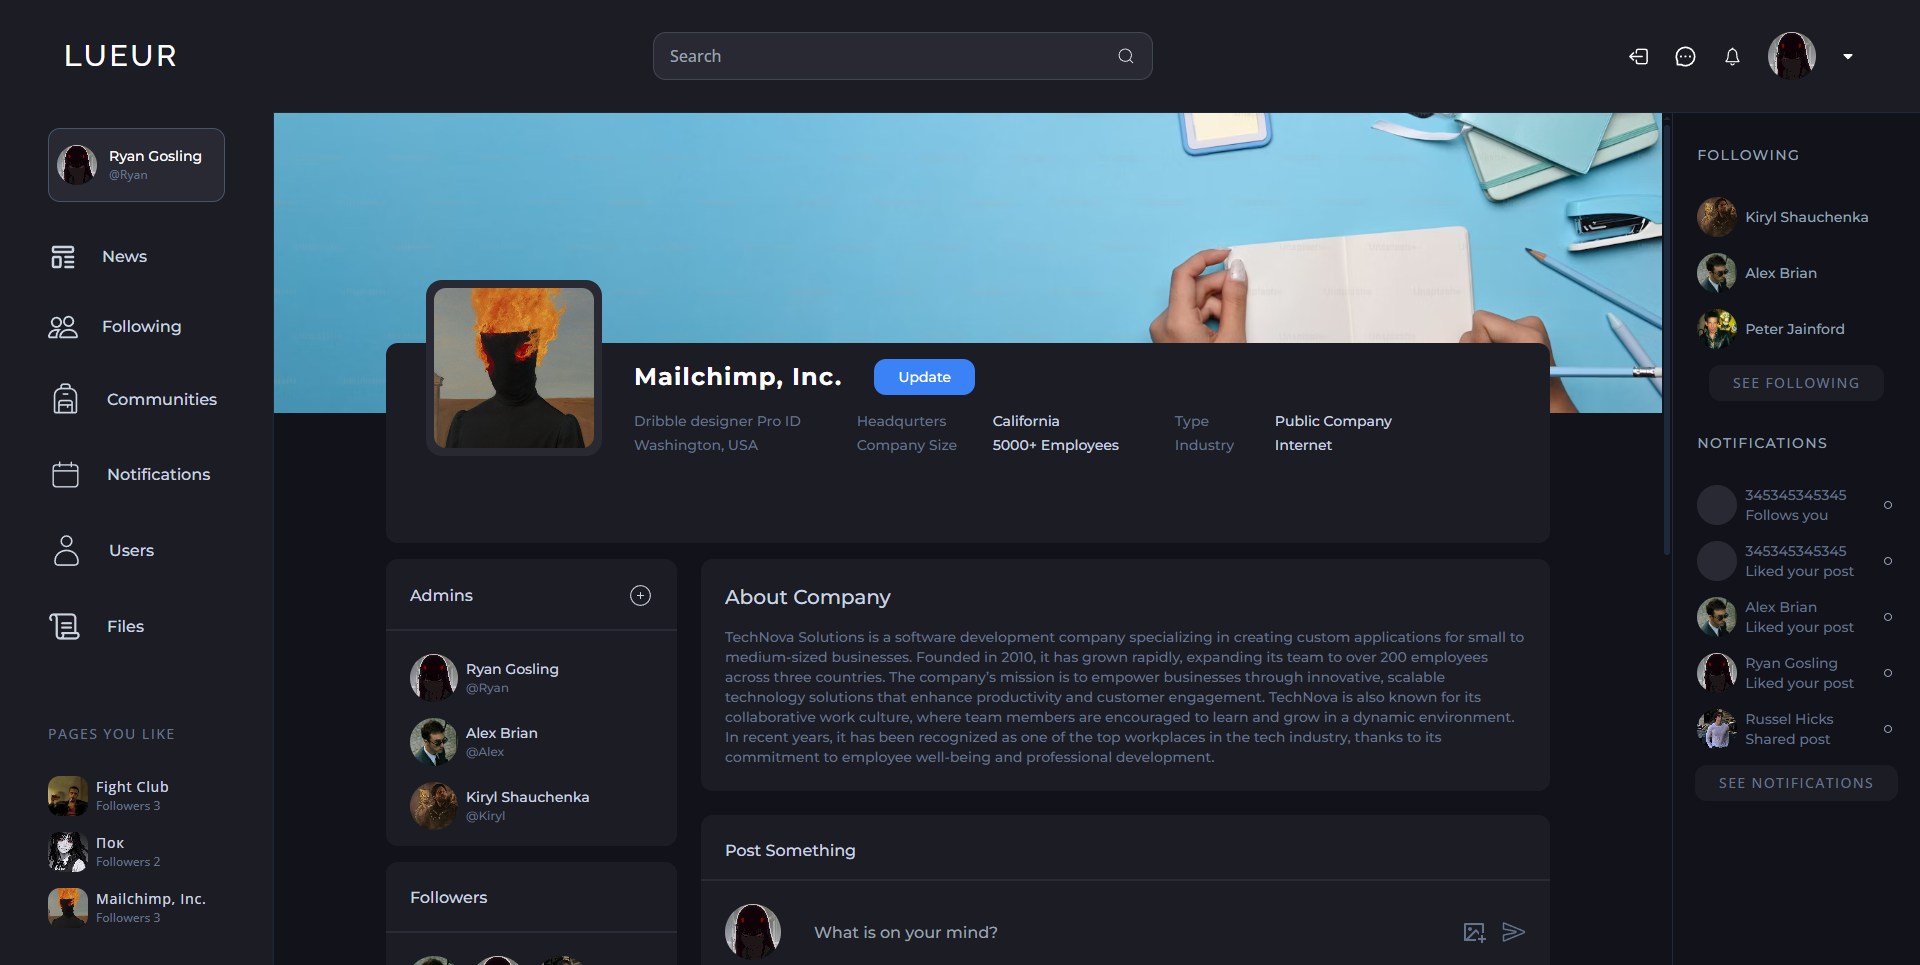 LUEUR
Search
Ryan Gosling
@Ryan
News
Following
Communities
Notifications
Users
Files
PAGES YOU LIKE
Fight Club
Followers 3
Пок
Followers 2
Mailchimp, Inc.
Followers 3
Mailchimp, Inc.
Update
Dribble designer Pro ID
Washington, USA
Headqurters
California
Company Size
5000+ Employees
Type
Public Company
Industry
Internet
Admins
Ryan Gosling
@Ryan
Alex Brian
@Alex
Kiryl Shauchenka
@Kiryl
Followers
About Company
TechNova Solutions is a software development company specializing in creating custom applications for small to
medium-sized businesses. Founded in 2010, it has grown rapidly, expanding its team to over 200 employees
across three countries. The company’s mission is to empower businesses through innovative, scalable
technology solutions that enhance productivity and customer engagement. TechNova is also known for its
collaborative work culture, where team members are encouraged to learn and grow in a dynamic environment.
In recent years, it has been recognized as one of the top workplaces in the tech industry, thanks to its
commitment to employee well-being and professional development.
Post Something
What is on your mind?
FOLLOWING
Kiryl Shauchenka
Alex Brian
Peter Jainford
SEE FOLLOWING
NOTIFICATIONS
345345345345
Follows you
345345345345
Liked your post
Alex Brian
Liked your post
Ryan Gosling
Liked your post
Russel Hicks
Shared post
SEE NOTIFICATIONS